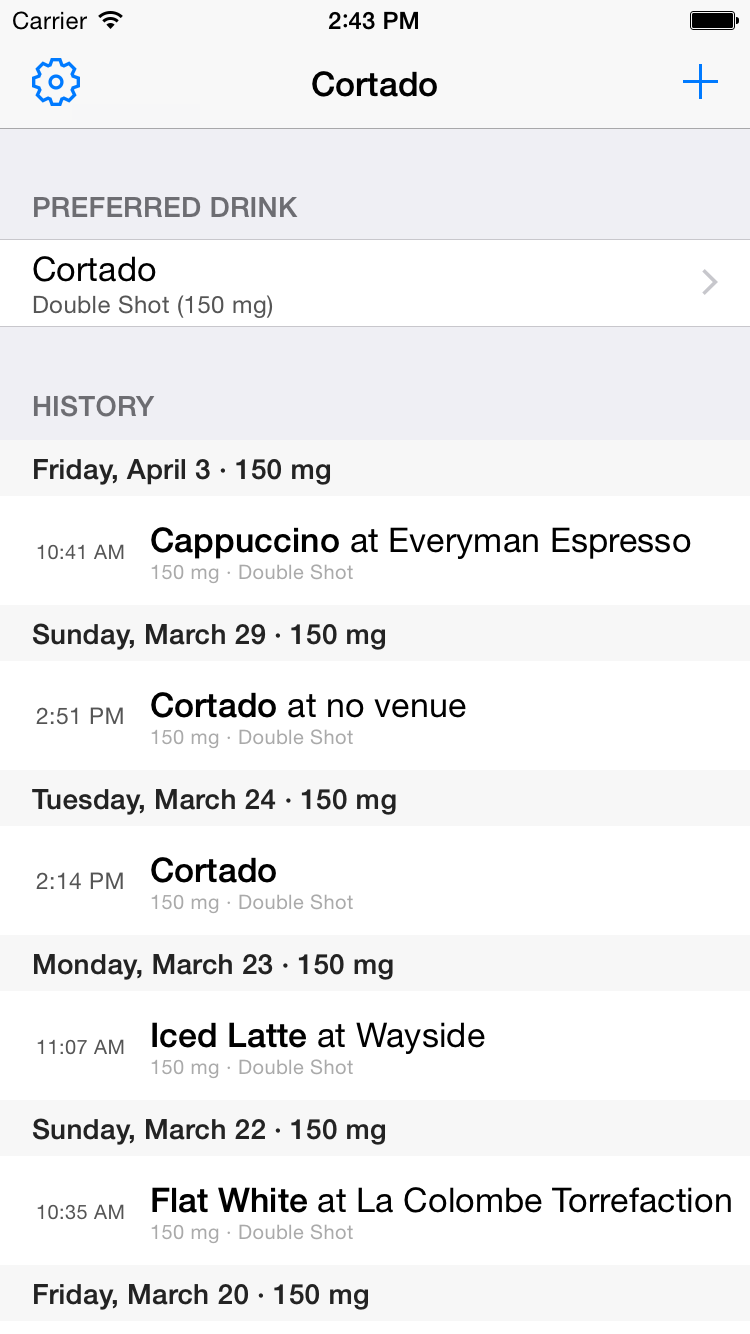 Carrier 2:43 PM
Cortado
PREFERRED DRINK
Cortado
Double Shot (150 mg)
HISTORY
Friday, April 3 · 150 mg
10:41 AM Cappuccino at Everyman Espresso
150 mg · Double Shot
Sunday, March 29 · 150 mg
2:51 PM Cortado at no venue
150 mg · Double Shot
Tuesday, March 24 · 150 mg
2:14 PM Cortado
150 mg · Double Shot
Monday, March 23 · 150 mg
11:07 AM Iced Latte at Wayside
150 mg · Double Shot
Sunday, March 22 · 150 mg
10:35 AM Flat White at La Colombe Torrefaction
150 mg · Double Shot
Friday, March 20 · 150 mg